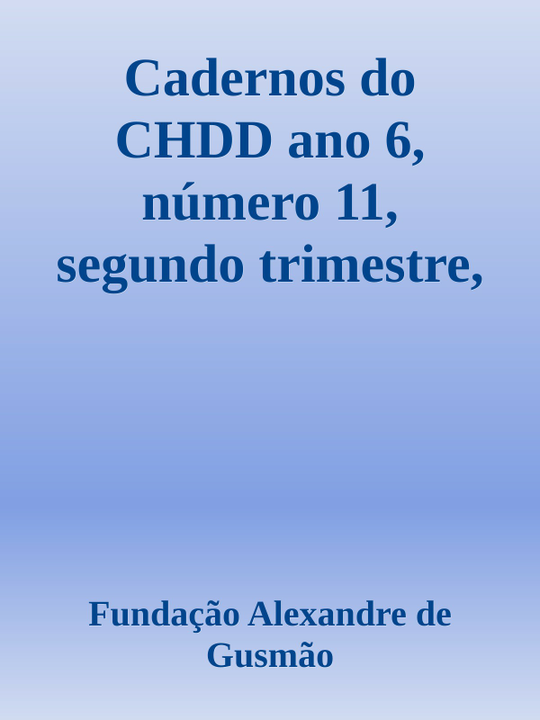 Cadernos do
CHDD ano 6,
número 11,
segundo trimestre,
Fundação Alexandre de
Gusmão